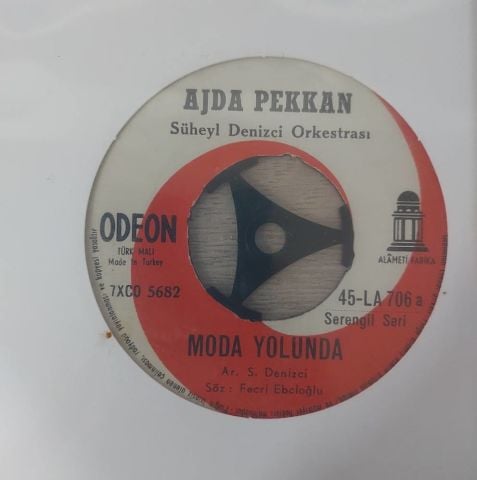 AJDA PEKKAN
Süheyl Denizci Orkestrası
ODEON
TÜRK MALI
Made in Turkey
7XCO 5682
ALÂMETİ FARİKA
45-LA 706 a
Serengil Seri
MODA YOLUNDA
Ar. S. Denizci
Söz : Fecri Ebcioğlu